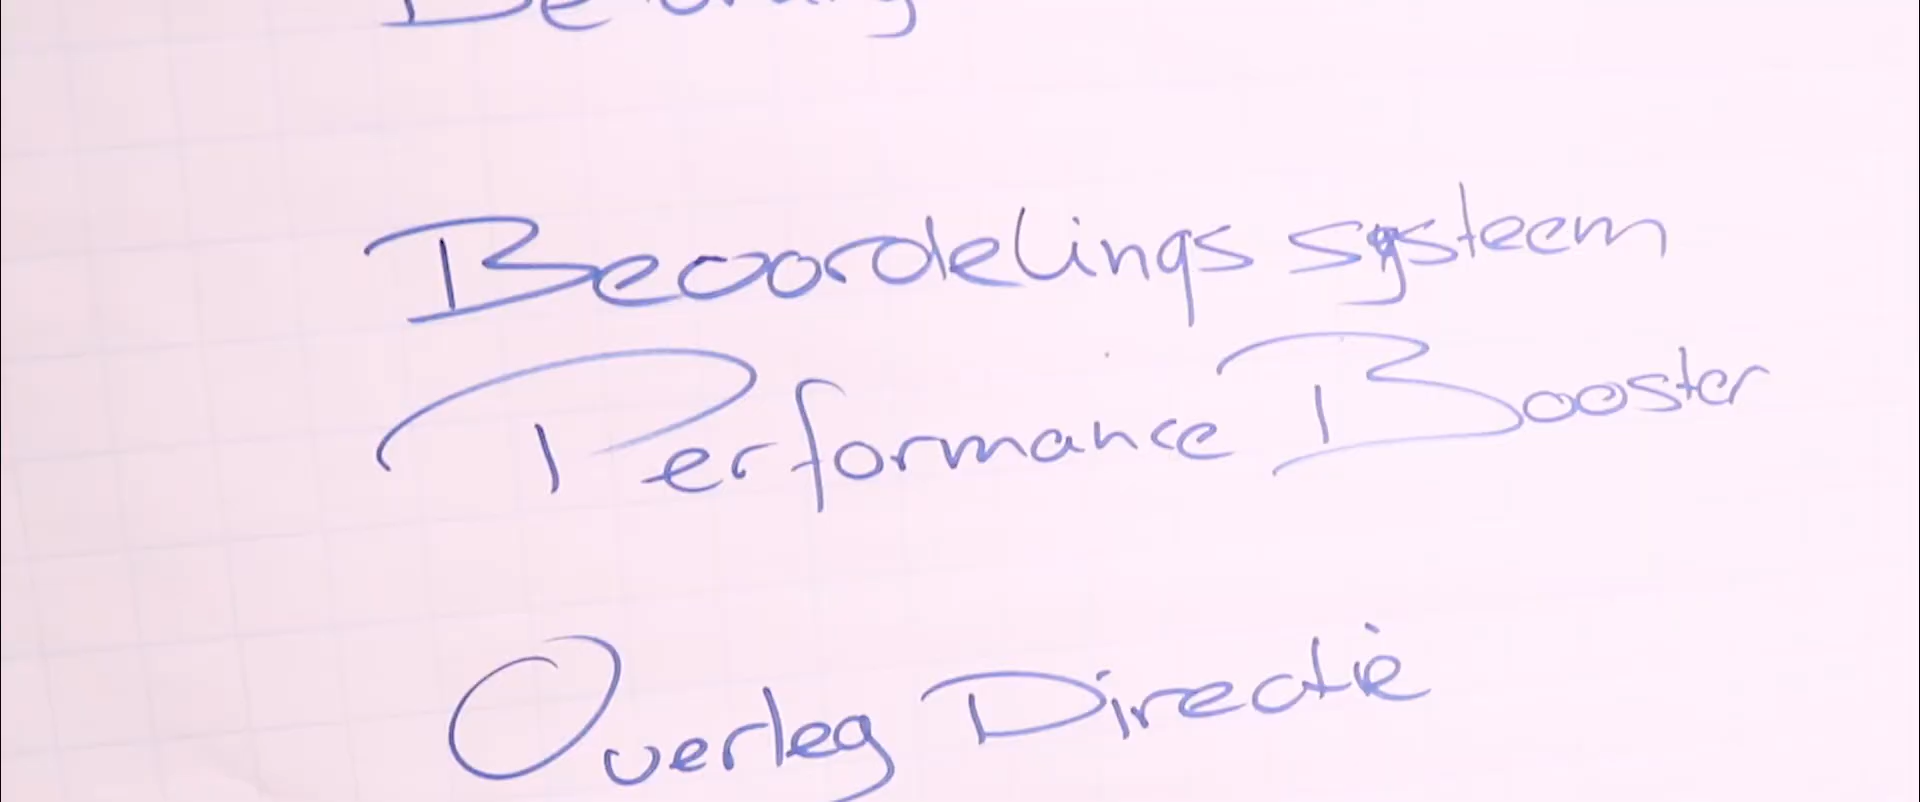 Beoordelings systeem
Performance Booster
Overleg Directie